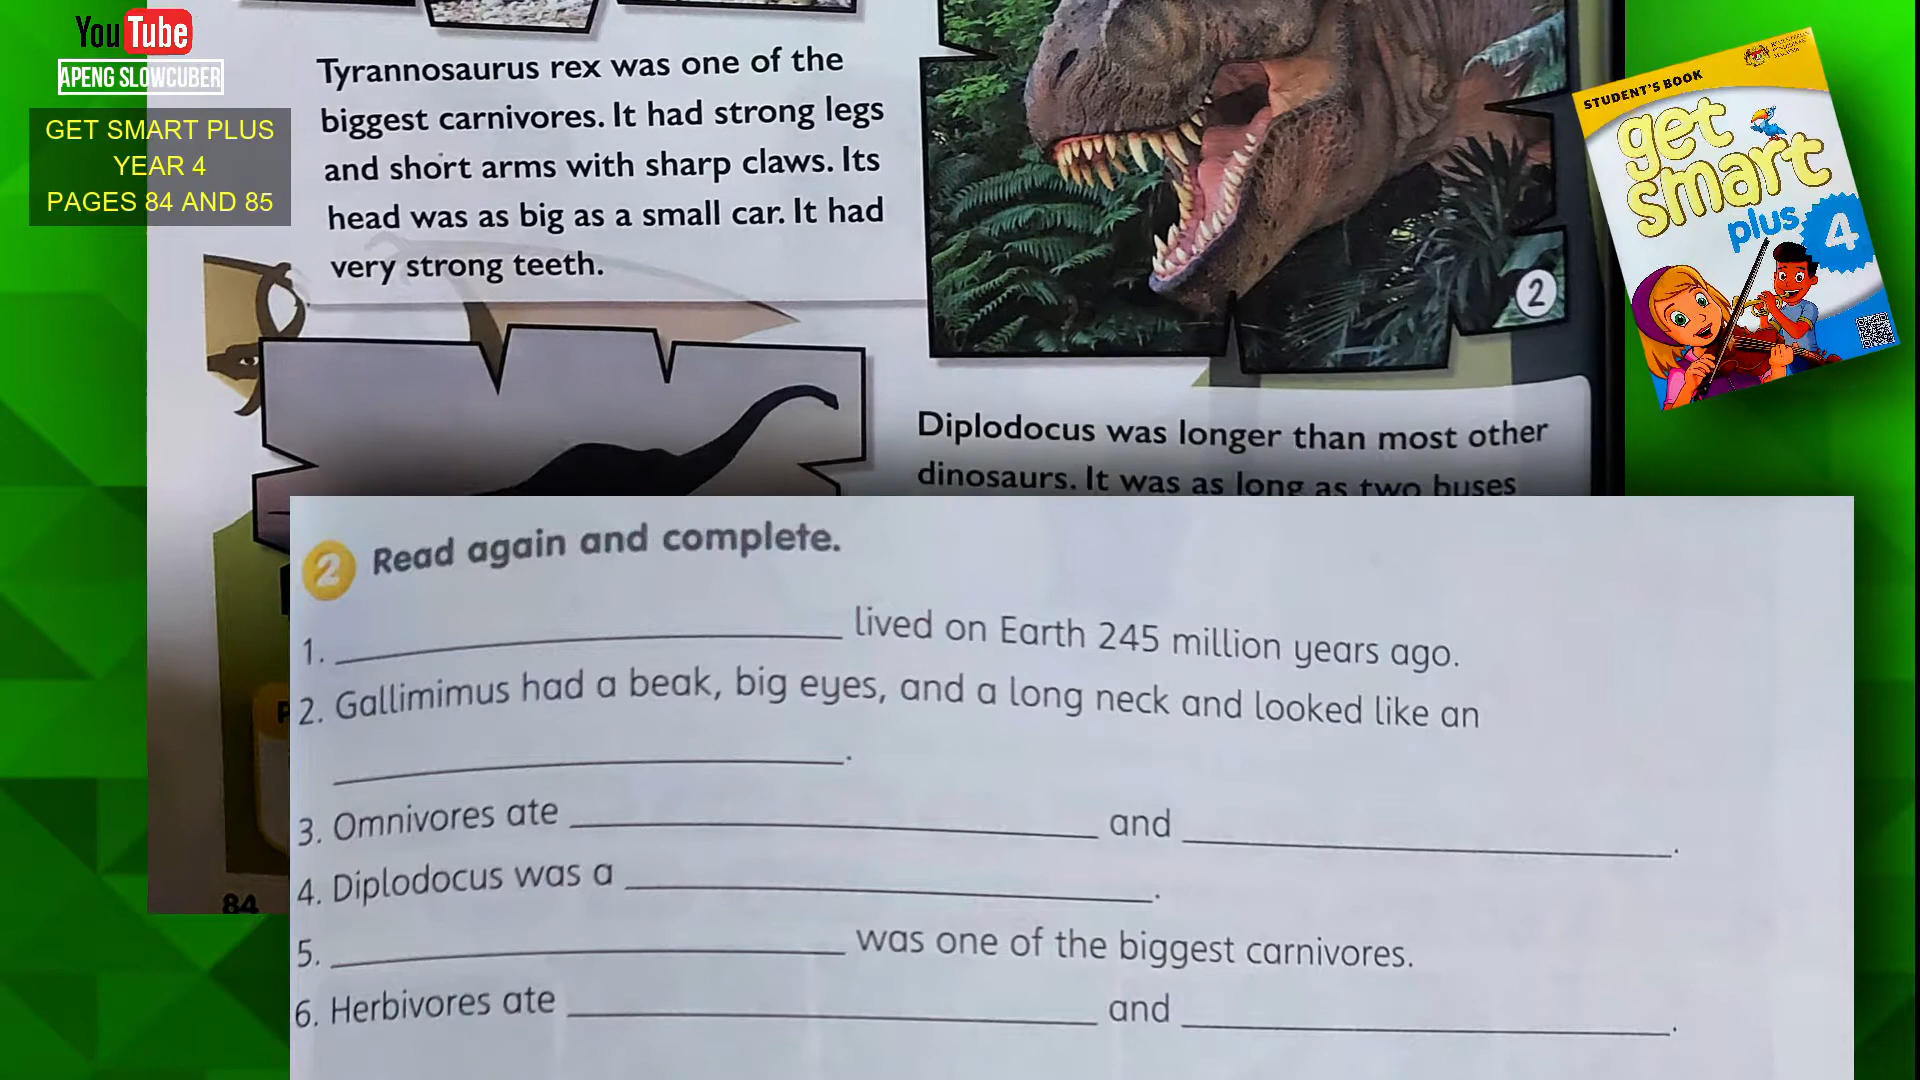 YouTube
APENG SLOWCUBER
GET SMART PLUS
YEAR 4
PAGES 84 AND 85
Tyrannosaurus rex was one of the
biggest carnivores. It had strong legs
and short arms with sharp claws. Its
head was as big as a small car. It had
very strong teeth.
2
STUDENT'S BOOK
get
smart
plus 4
Diplodocus was longer than most other
dinosaurs. It was as long as two buses
2 Read again and complete.
1. lived on Earth 245 million years ago.
2. Gallimimus had a beak, big eyes, and a long neck and looked like an
.
3. Omnivores ate and .
4. Diplodocus was a .
5. was one of the biggest carnivores.
6. Herbivores ate and .
84